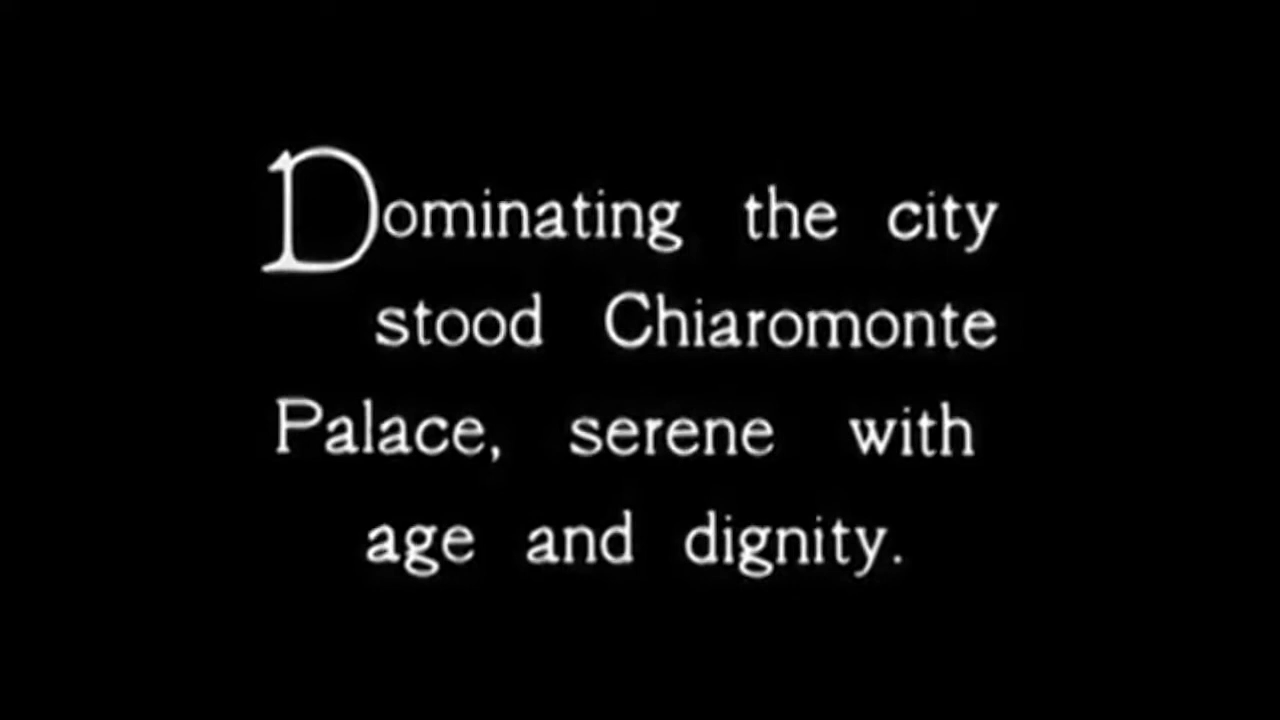 Dominating the city
stood Chiaromonte
Palace, serene with
age and dignity.